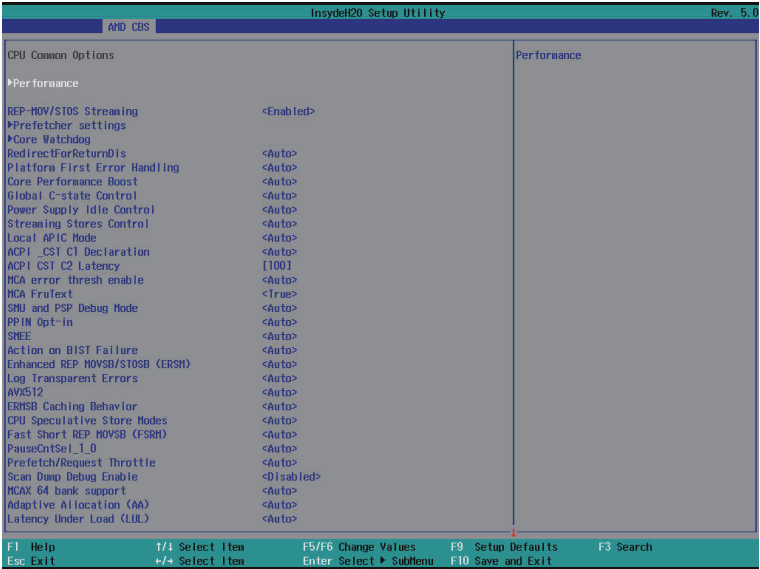 InsydeH20 Setup Utility Rev. 5.0
AMD CBS
CPU Common Options Performance
▶Performance
REP-MOV/STOS Streaming <Enabled>
▶Prefetcher settings
▶Core Watchdog
RedirectForReturnDis <Auto>
Platform First Error Handling <Auto>
Core Performance Boost <Auto>
Global C-state Control <Auto>
Power Supply Idle Control <Auto>
Streaming Stores Control <Auto>
Local APIC Mode <Auto>
ACPI _CST C1 Declaration <Auto>
ACPI CST C2 Latency [100]
MCA error thresh enable <Auto>
MCA FruText <True>
SMU and PSP Debug Mode <Auto>
PPIN Opt-in <Auto>
SMEE <Auto>
Action on BIST Failure <Auto>
Enhanced REP MOVSB/STOSB (ERSM) <Auto>
Log Transparent Errors <Auto>
AVX512 <Auto>
ERMSB Caching Behavior <Auto>
CPU Speculative Store Modes <Auto>
Fast Short REP MOVSB (FSRM) <Auto>
PauseCntSel_1_0 <Auto>
Prefetch/Request Throttle <Auto>
Scan Dump Debug Enable <Disabled>
MCAX 64 bank support <Auto>
Adaptive Allocation (AA) <Auto>
Latency Under Load (LUL) <Auto>
F1 Help ↑/↓ Select Item F5/F6 Change Values F9 Setup Defaults F3 Search
Esc Exit ←/→ Select Item Enter Select ▶ SubMenu F10 Save and Exit